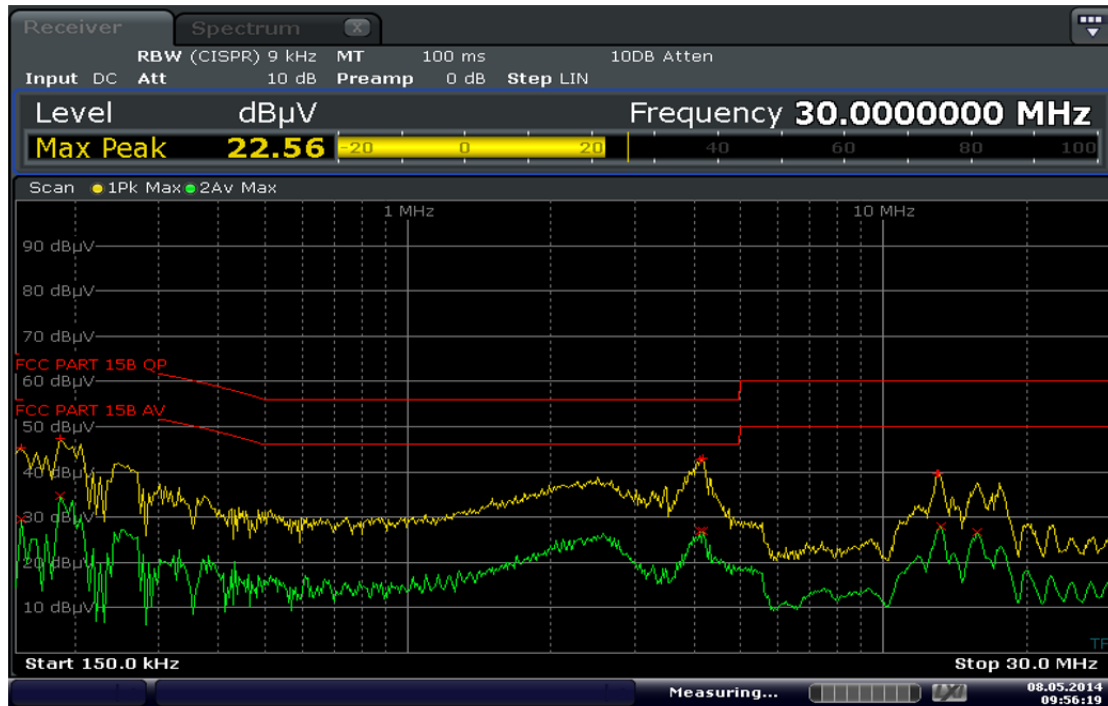 Receiver Spectrum X
RBW (CISPR) 9 kHz MT 100 ms 10DB Atten
Input DC Att 10 dB Preamp 0 dB Step LIN
Level dBµV Frequency 30.0000000 MHz
Max Peak 22.56 -20 0 20 40 60 80 100
Scan 1Pk Max 2Av Max
1 MHz 10 MHz
90 dBµV
80 dBµV
70 dBµV
FCC PART 15B QP
60 dBµV
FCC PART 15B AV
50 dBµV
40 dBµV
30 dBµV
20 dBµV
10 dBµV
TF
Start 150.0 kHz Stop 30.0 MHz
Measuring... LXI 08.05.2014
09:56:19